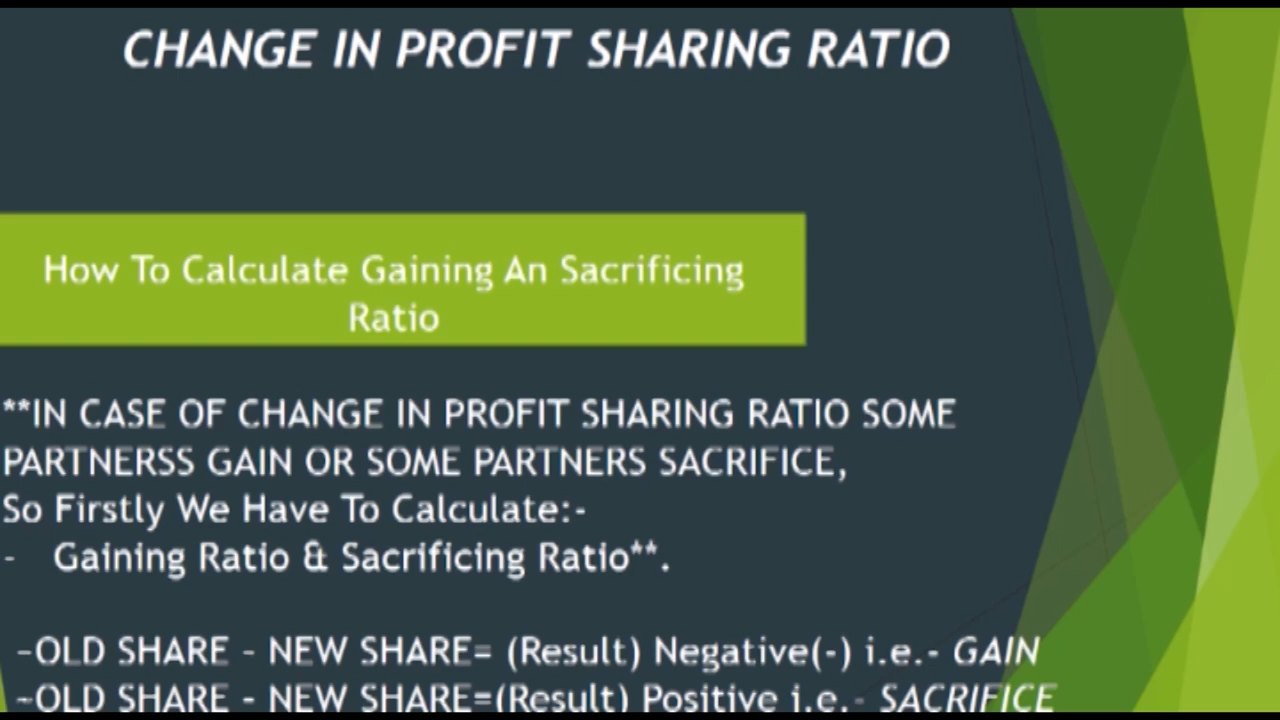 CHANGE IN PROFIT SHARING RATIO
How To Calculate Gaining An Sacrificing
Ratio
**IN CASE OF CHANGE IN PROFIT SHARING RATIO SOME
PARTNERSS GAIN OR SOME PARTNERS SACRIFICE,
So Firstly We Have To Calculate:-
- Gaining Ratio & Sacrificing Ratio**.
-OLD SHARE - NEW SHARE= (Result) Negative(-) i.e.- GAIN
-OLD SHARE - NEW SHARE=(Result) Positive i.e.- SACRIFICE